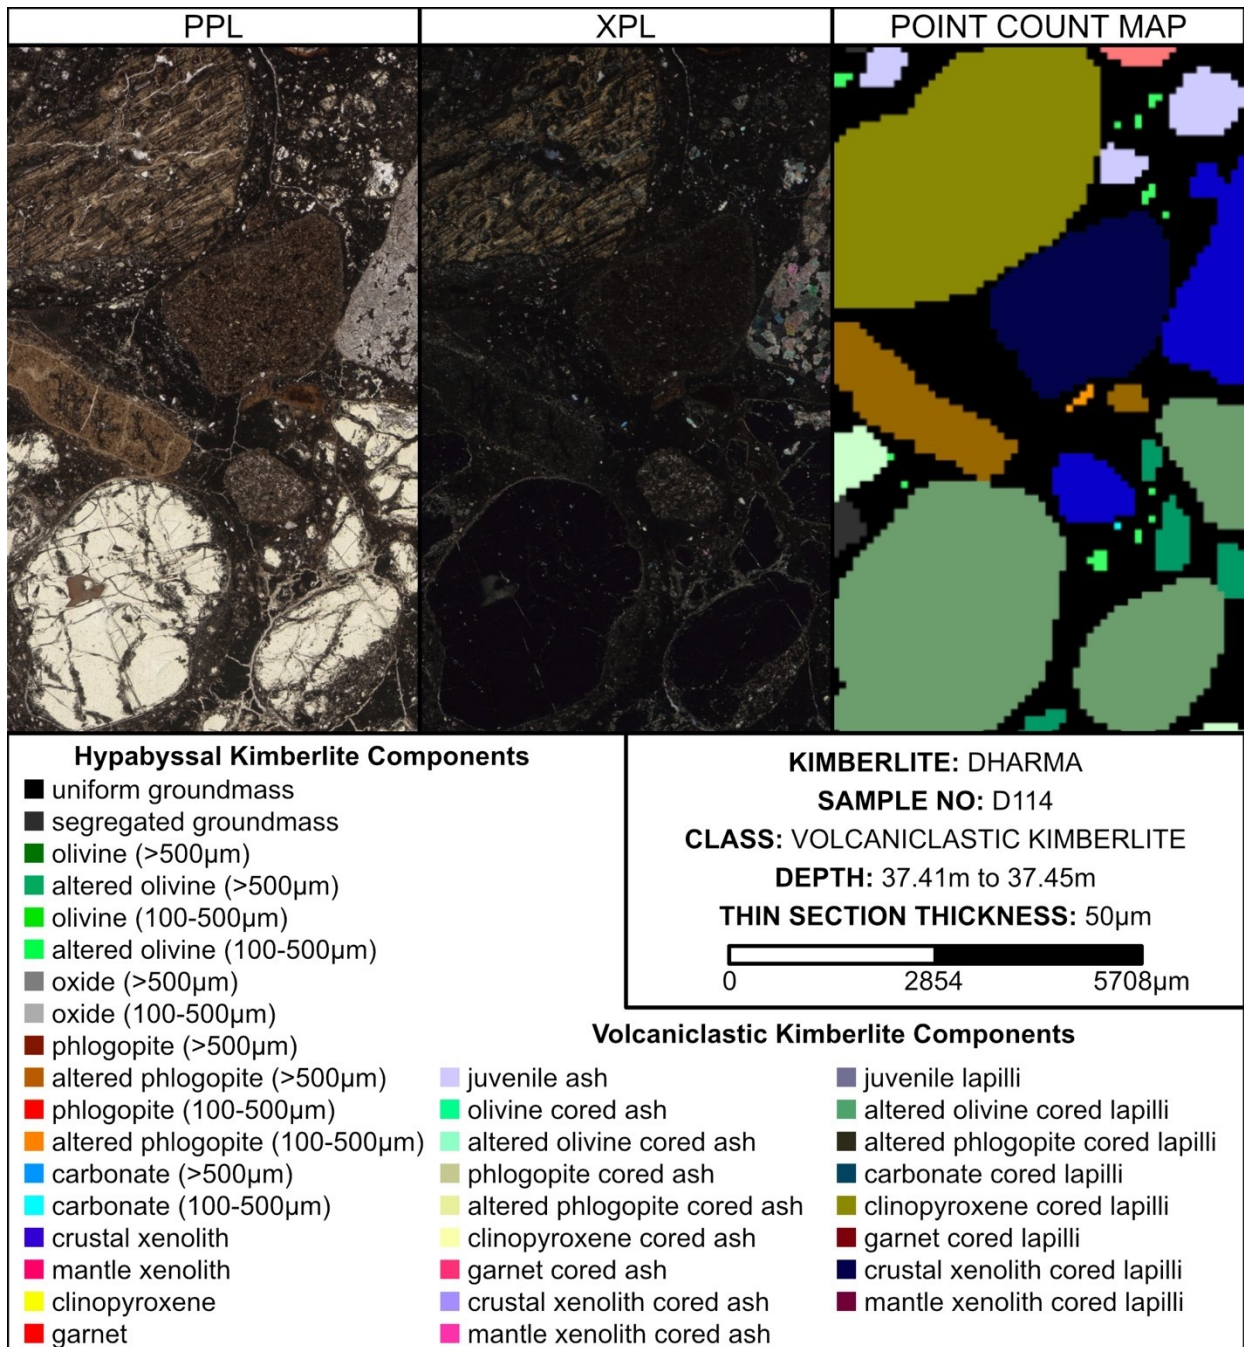 PPL
XPL
POINT COUNT MAP
Hypabyssal Kimberlite Components
uniform groundmass
segregated groundmass
olivine (>500µm)
altered olivine (>500µm)
olivine (100-500µm)
altered olivine (100-500µm)
oxide (>500µm)
oxide (100-500µm)
phlogopite (>500µm)
altered phlogopite (>500µm)
phlogopite (100-500µm)
altered phlogopite (100-500µm)
carbonate (>500µm)
carbonate (100-500µm)
crustal xenolith
mantle xenolith
clinopyroxene
garnet
KIMBERLITE: DHARMA
SAMPLE NO: D114
CLASS: VOLCANICLASTIC KIMBERLITE
DEPTH: 37.41m to 37.45m
THIN SECTION THICKNESS: 50µm
0 2854 5708µm
Volcaniclastic Kimberlite Components
juvenile ash
olivine cored ash
altered olivine cored ash
phlogopite cored ash
altered phlogopite cored ash
clinopyroxene cored ash
garnet cored ash
crustal xenolith cored ash
mantle xenolith cored ash
juvenile lapilli
altered olivine cored lapilli
altered phlogopite cored lapilli
carbonate cored lapilli
clinopyroxene cored lapilli
garnet cored lapilli
crustal xenolith cored lapilli
mantle xenolith cored lapilli